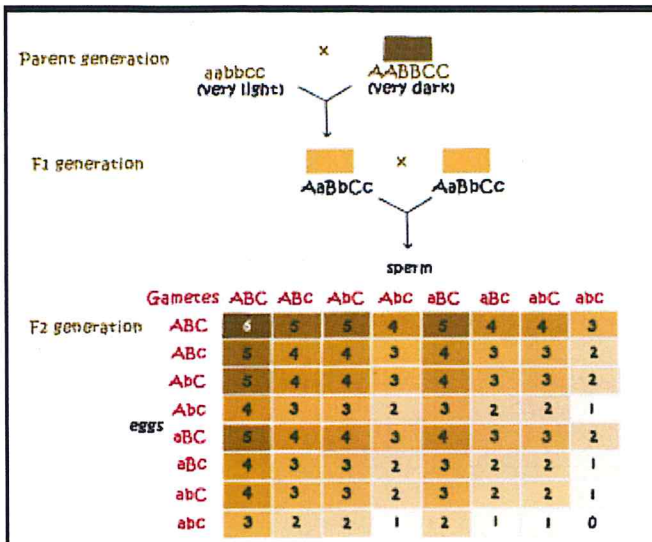 Parent generation
aabbcc × AABBCC
(very light) (very dark)
F1 generation
AaBbCc × AaBbCc
sperm
Gametes ABC ABc AbC Abc aBC aBc abC abc
F2 generation
ABC 6 5 5 4 5 4 4 3
ABc 5 4 4 3 4 3 3 2
AbC 5 4 4 3 4 3 3 2
Abc 4 3 3 2 3 2 2 1
eggs
aBC 5 4 4 3 4 3 3 2
aBc 4 3 3 2 3 2 2 1
abC 4 3 3 2 3 2 2 1
abc 3 2 2 1 2 1 1 0